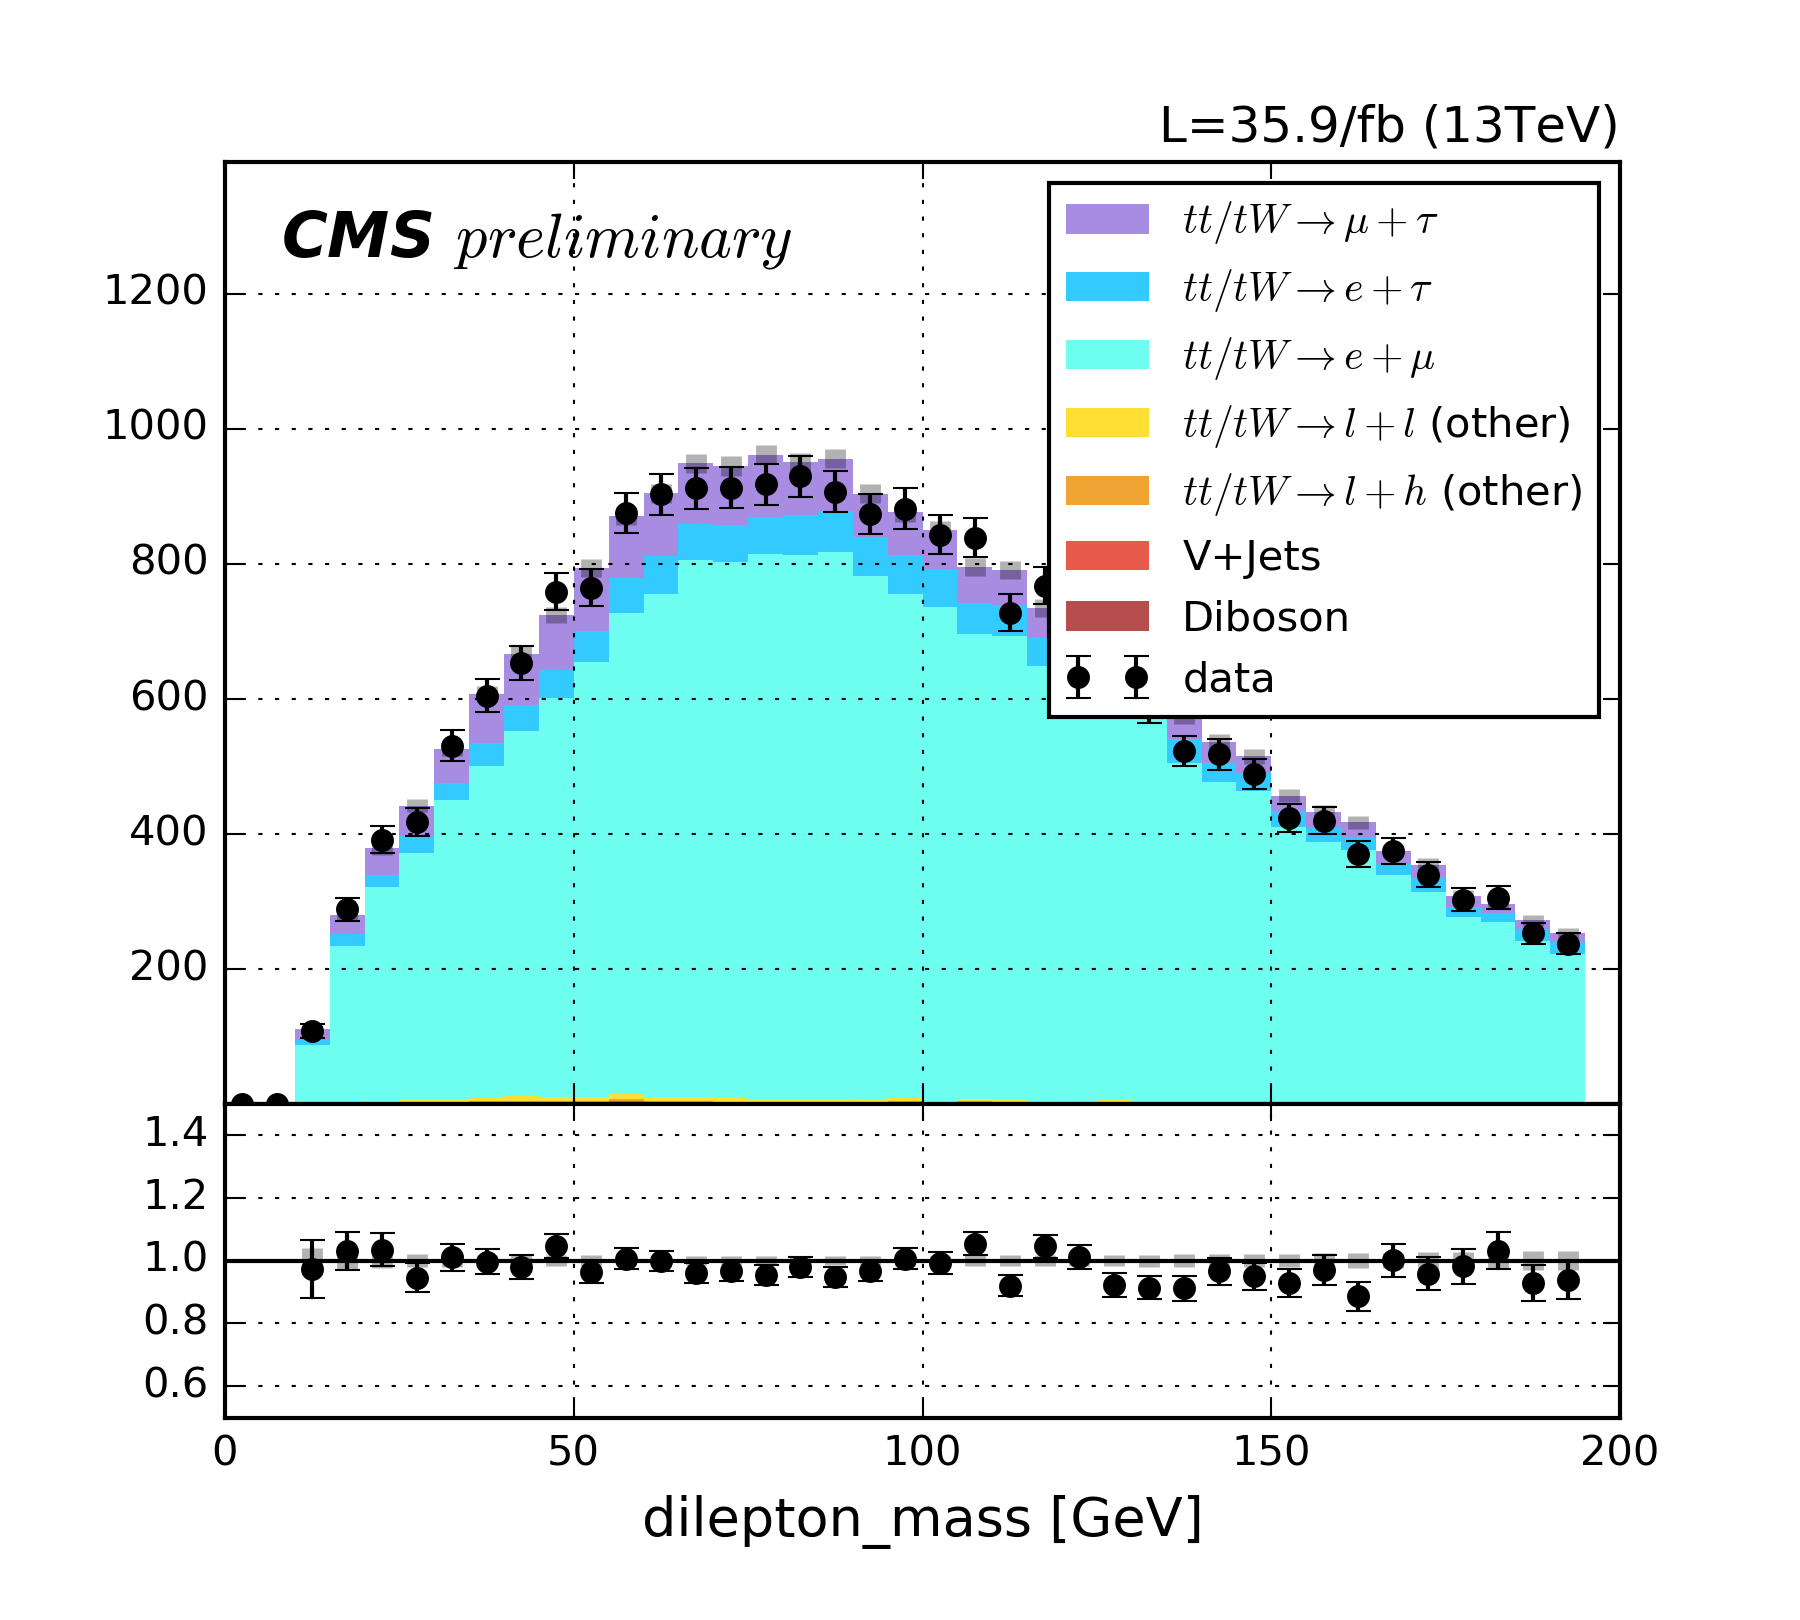 L=35.9/fb (13TeV)
CMS preliminary
tt/tW → μ + τ
tt/tW → e + τ
tt/tW → e + μ
tt/tW → l + l (other)
tt/tW → l + h (other)
V+Jets
Diboson
data
1200
1000
800
600
400
200
1.4
1.2
1.0
0.8
0.6
0 50 100 150 200
dilepton_mass [GeV]